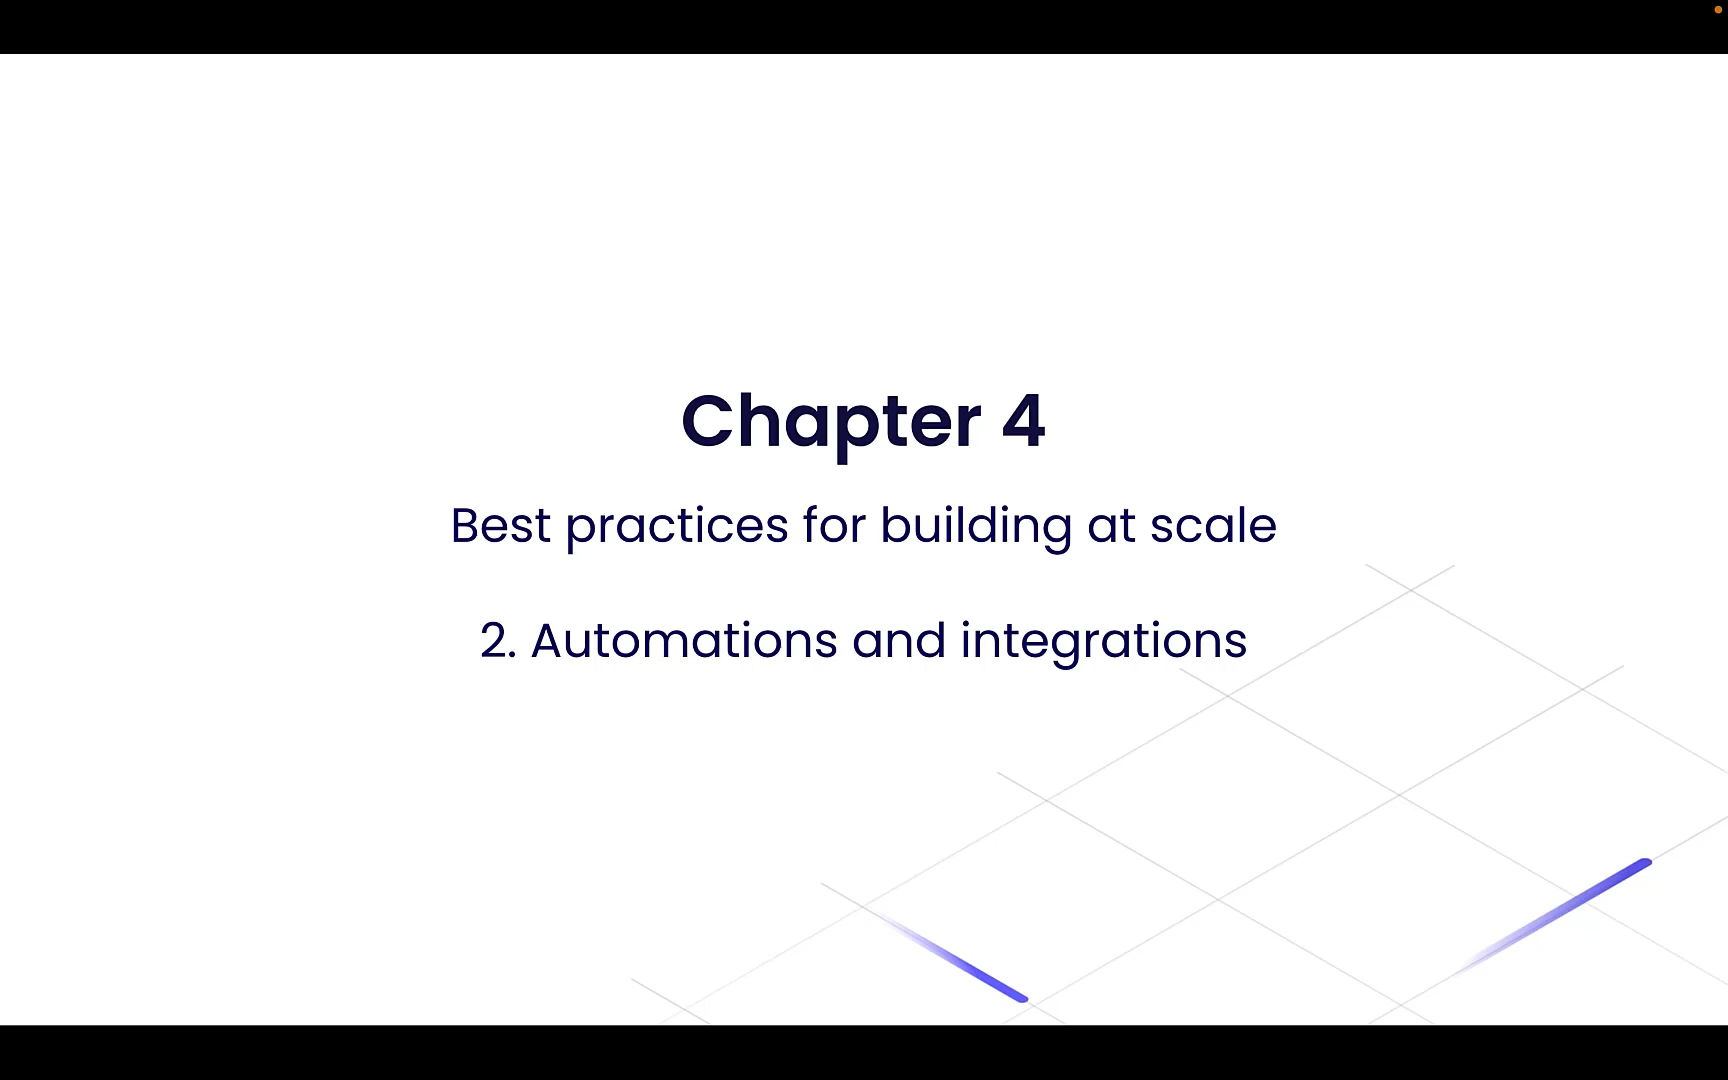 Chapter 4
Best practices for building at scale
2. Automations and integrations